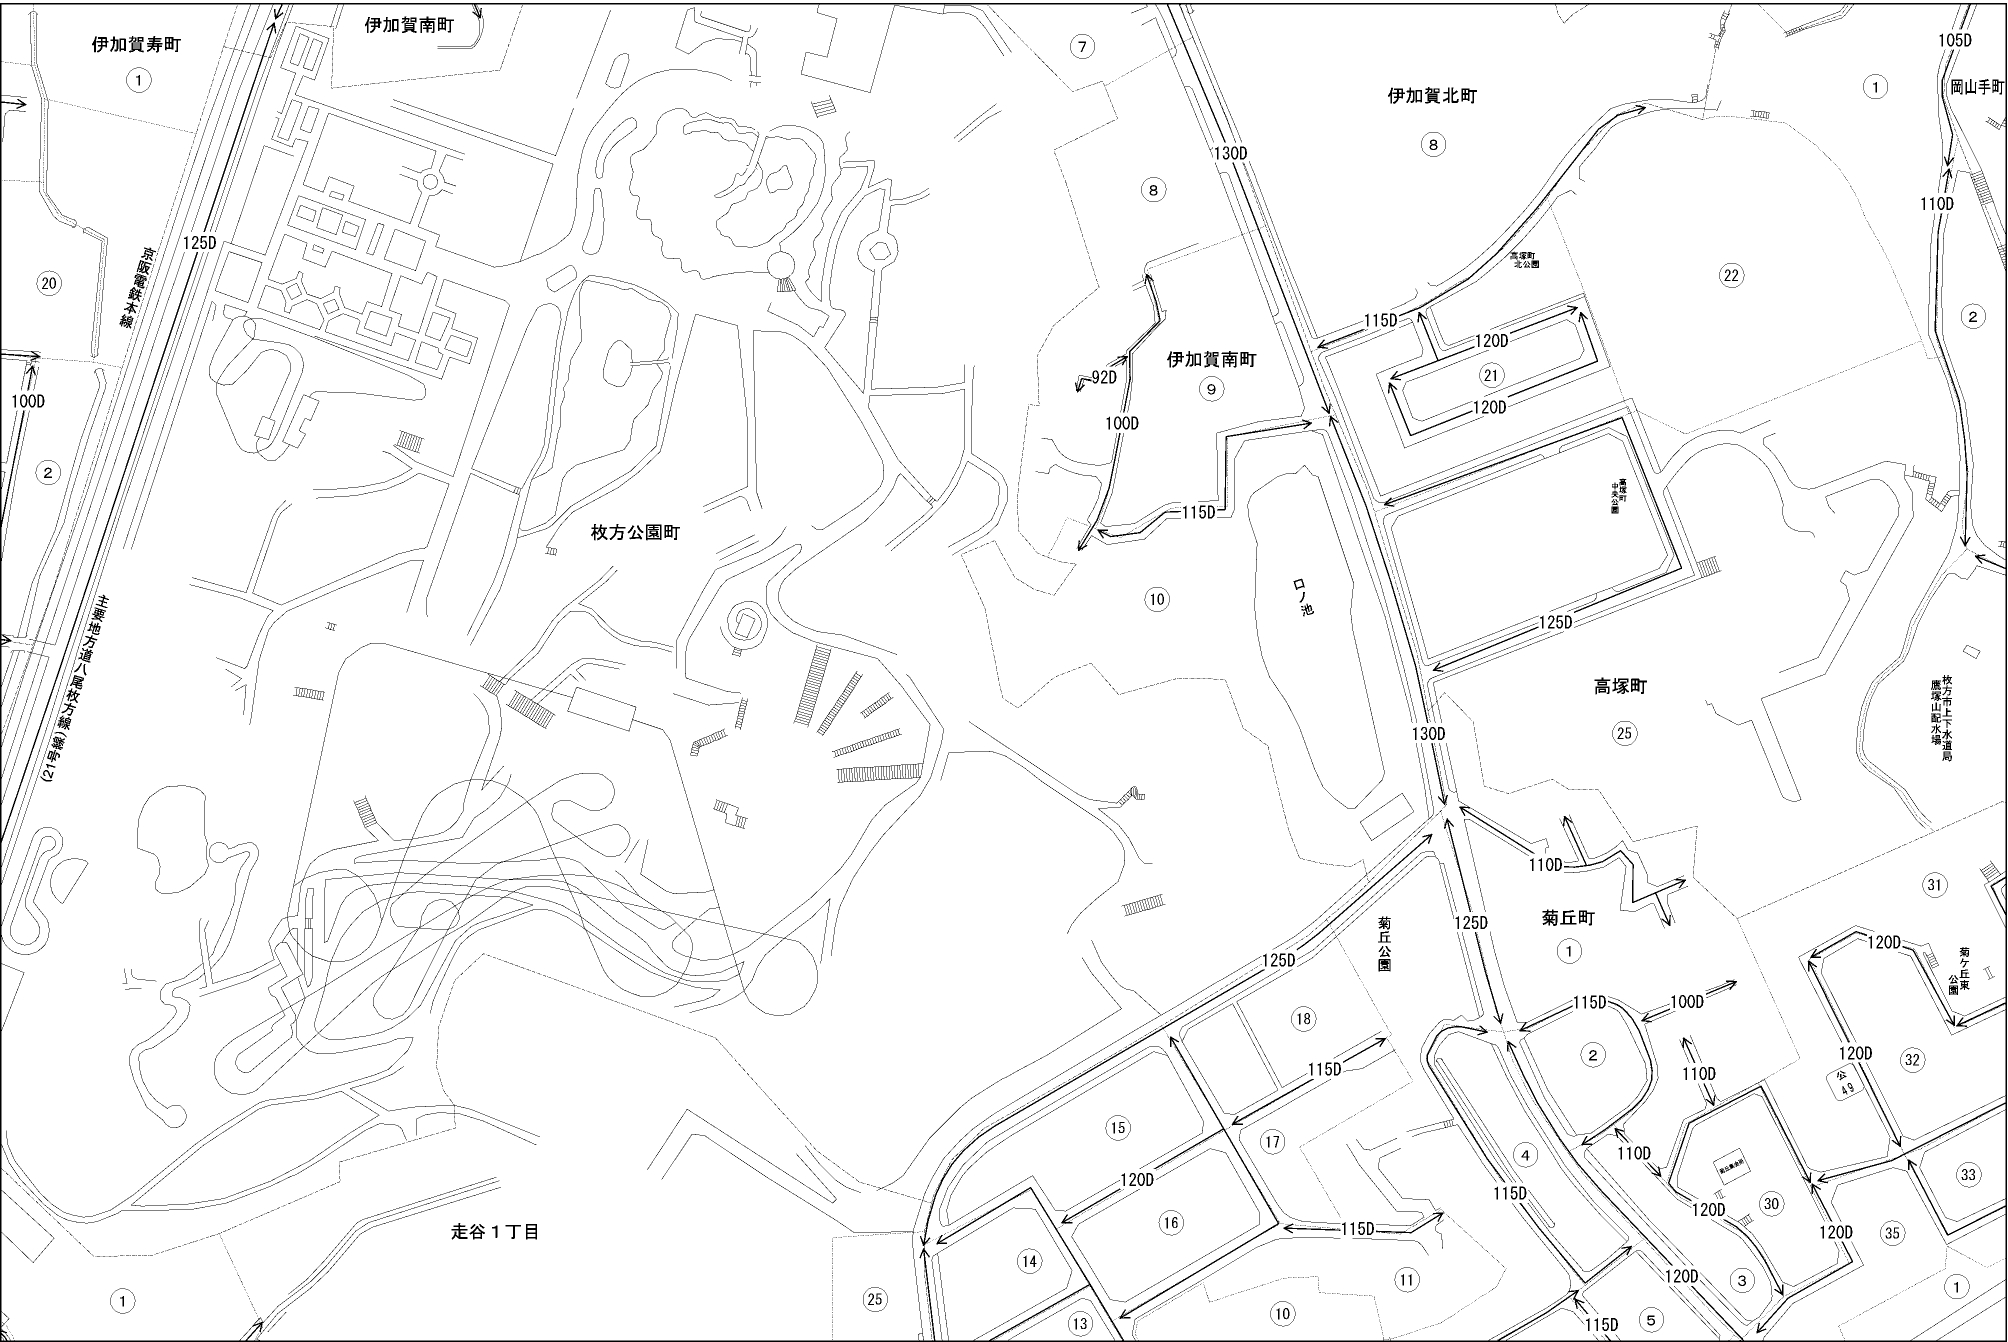 伊加賀寿町
1
伊加賀南町
7
伊加賀北町
8
105D
1
岡山手町
130D
8
110D
125D
京阪電鉄本線
20
高塚町
北公園
22
2
115D
120D
21
120D
伊加賀南町
9
92D
100D
100D
2
高塚町
中央公園
115D
枚方公園町
10
ロノ池
125D
主要地方道八尾枚方線
(21号線)
高塚町
25
枚方市上下水道局
鷹塚山配水場
130D
110D
31
125D
菊丘町
1
菊丘公園
125D
120D
菊ケ丘東
公園
115D
100D
18
2
120D
32
公
49
115D
110D
15
17
110D
4
120D
16
115D
菊丘集会所
30
33
120D
120D
35
走谷1丁目
115D
14
11
120D
3
1
1
25
10
13
115D
5